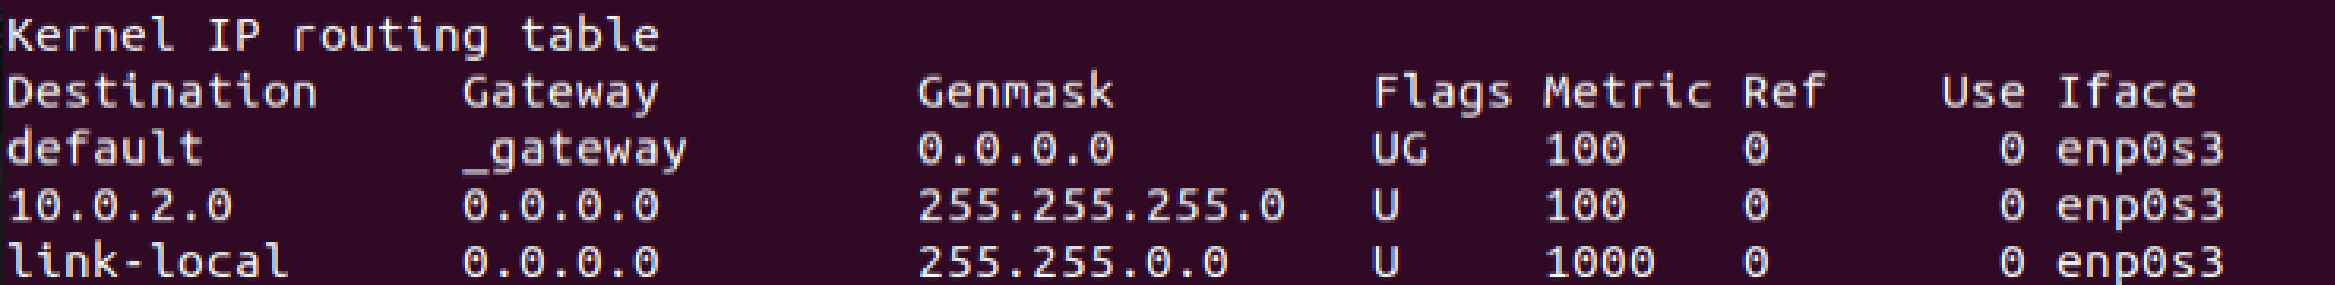 Kernel IP routing table
Destination     Gateway         Genmask         Flags Metric Ref    Use Iface
default         _gateway        0.0.0.0         UG    100    0        0 enp0s3
10.0.2.0        0.0.0.0         255.255.255.0   U     100    0        0 enp0s3
link-local      0.0.0.0         255.255.0.0     U     1000   0        0 enp0s3